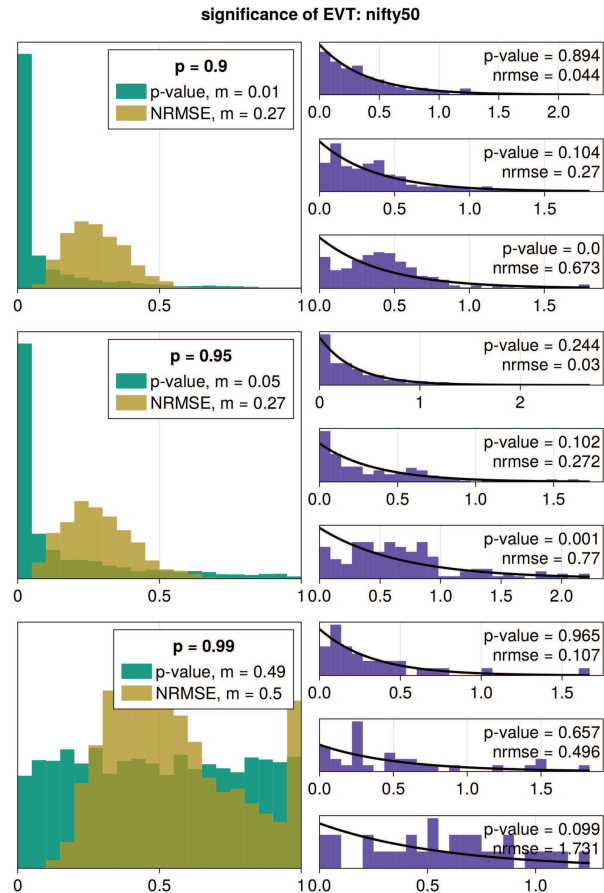 significance of EVT: nifty50
p = 0.9
p-value, m = 0.01
NRMSE, m = 0.27
0 0.5 1
p-value = 0.894
nrmse = 0.044
0.0 0.5 1.0 1.5 2.0
p-value = 0.104
nrmse = 0.27
0.0 0.5 1.0 1.5
p-value = 0.0
nrmse = 0.673
0.0 0.5 1.0 1.5
p = 0.95
p-value, m = 0.05
NRMSE, m = 0.27
0 0.5 1
p-value = 0.244
nrmse = 0.03
0 1 2
p-value = 0.102
nrmse = 0.272
0.0 0.5 1.0 1.5
p-value = 0.001
nrmse = 0.77
0.0 0.5 1.0 1.5 2.0
p = 0.99
p-value, m = 0.49
NRMSE, m = 0.5
0 0.5 1
p-value = 0.965
nrmse = 0.107
0.0 0.5 1.0 1.5
p-value = 0.657
nrmse = 0.496
0.0 0.5 1.0 1.5
p-value = 0.099
nrmse = 1.731
0.0 0.5 1.0